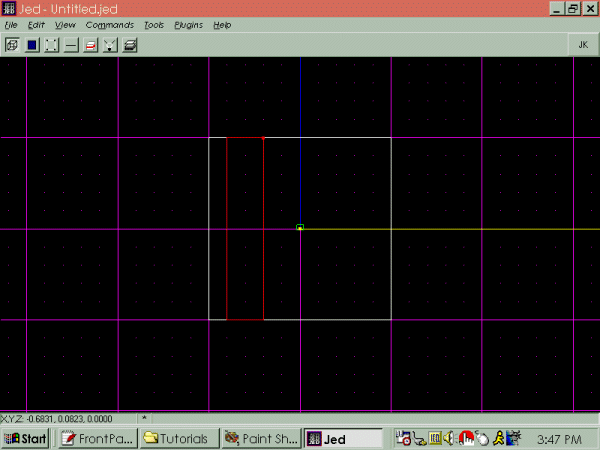 Jed - Untitled.jed
File Edit View Commands Tools Plugins Help
JK
X,Y,Z: -0.6831, 0.0823, 0.0000 *
Start FrontPa... Tutorials Paint Sh... Jed 3:47 PM